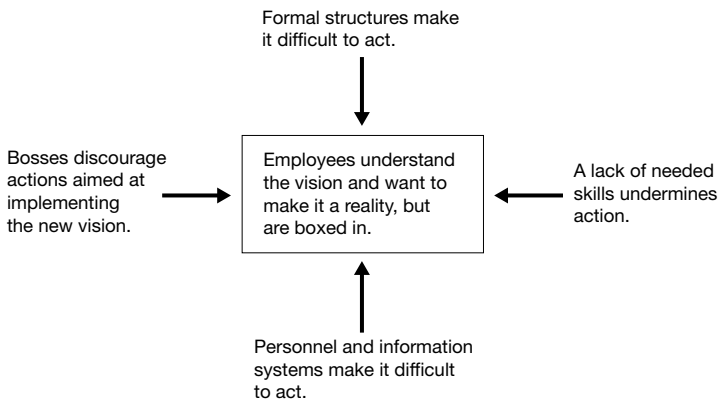 Formal structures make
it difficult to act.
Bosses discourage
actions aimed at
implementing
the new vision.
Employees understand
the vision and want to
make it a reality, but
are boxed in.
A lack of needed
skills undermines
action.
Personnel and information
systems make it difficult
to act.